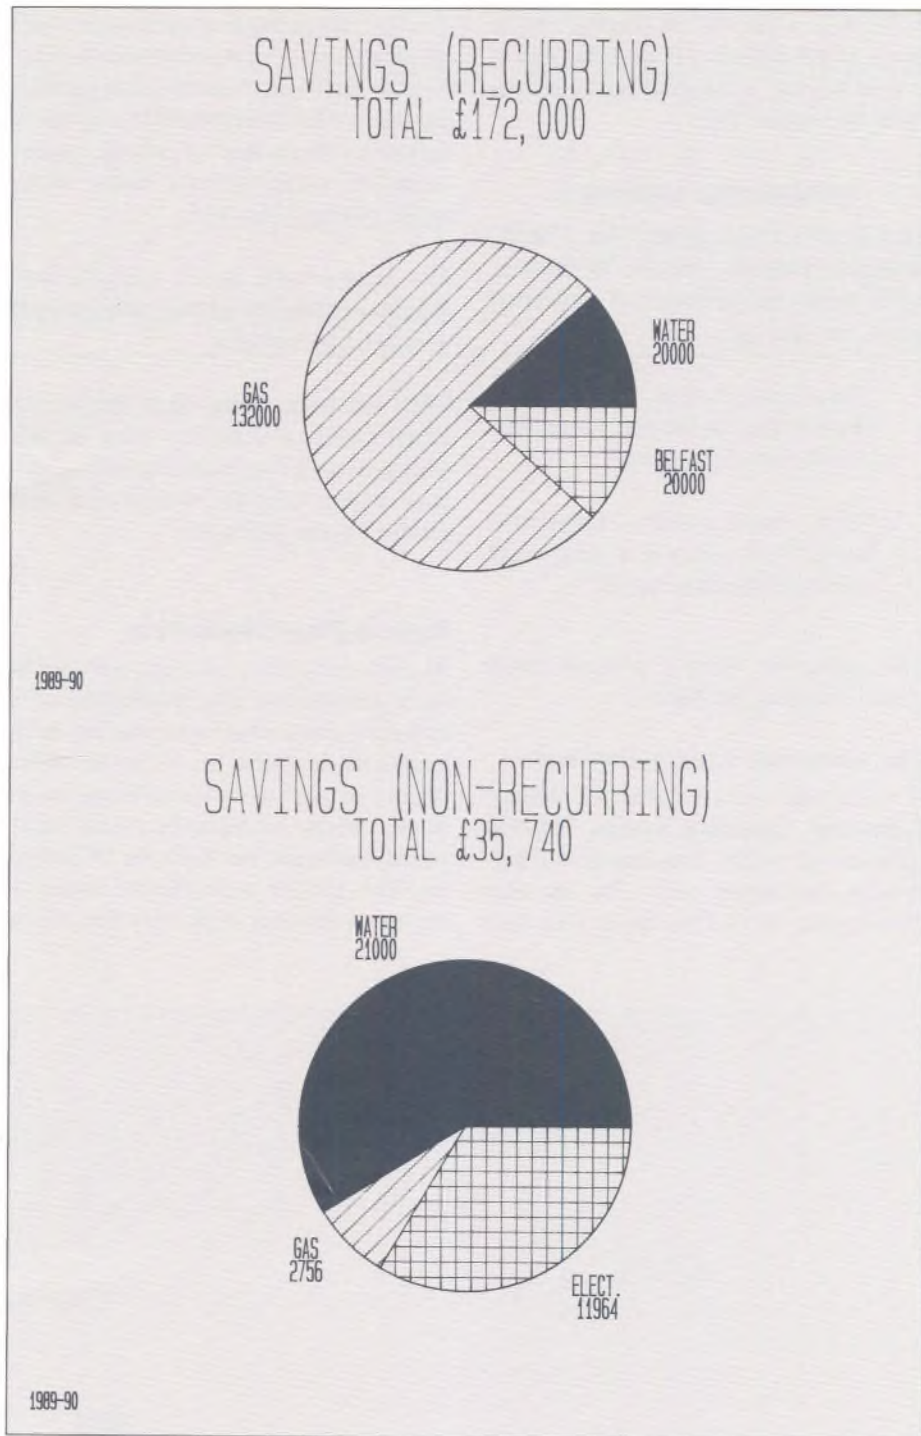 SAVINGS (RECURRING)
TOTAL £172,000
WATER
20000
GAS
132000
BELFAST
20000
1989-90
SAVINGS (NON-RECURRING)
TOTAL £35,740
WATER
21000
GAS
2756
ELECT.
11964
1989-90